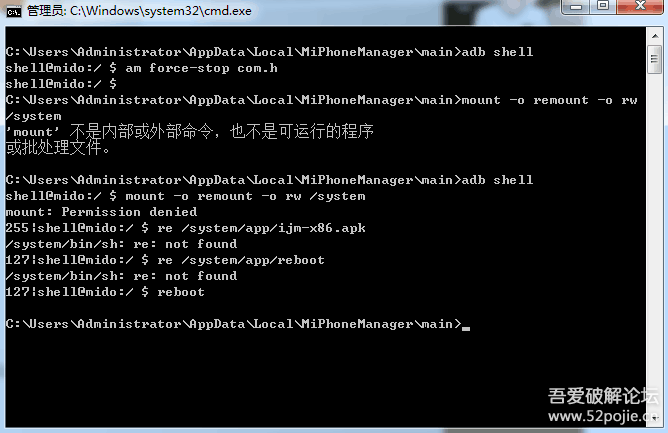 管理员: C:\Windows\system32\cmd.exe
C:\Users\Administrator\AppData\Local\MiPhoneManager\main>adb shell
shell@mido:/ $ am force-stop com.h
shell@mido:/ $
C:\Users\Administrator\AppData\Local\MiPhoneManager\main>mount -o remount -o rw
/system
'mount' 不是内部或外部命令，也不是可运行的程序
或批处理文件。
C:\Users\Administrator\AppData\Local\MiPhoneManager\main>adb shell
shell@mido:/ $ mount -o remount -o rw /system
mount: Permission denied
255|shell@mido:/ $ re /system/app/ijm-x86.apk
/system/bin/sh: re: not found
127|shell@mido:/ $ re /system/app/reboot
/system/bin/sh: re: not found
127|shell@mido:/ $ reboot
C:\Users\Administrator\AppData\Local\MiPhoneManager\main>_
吾爱破解论坛
www.52pojie.cn